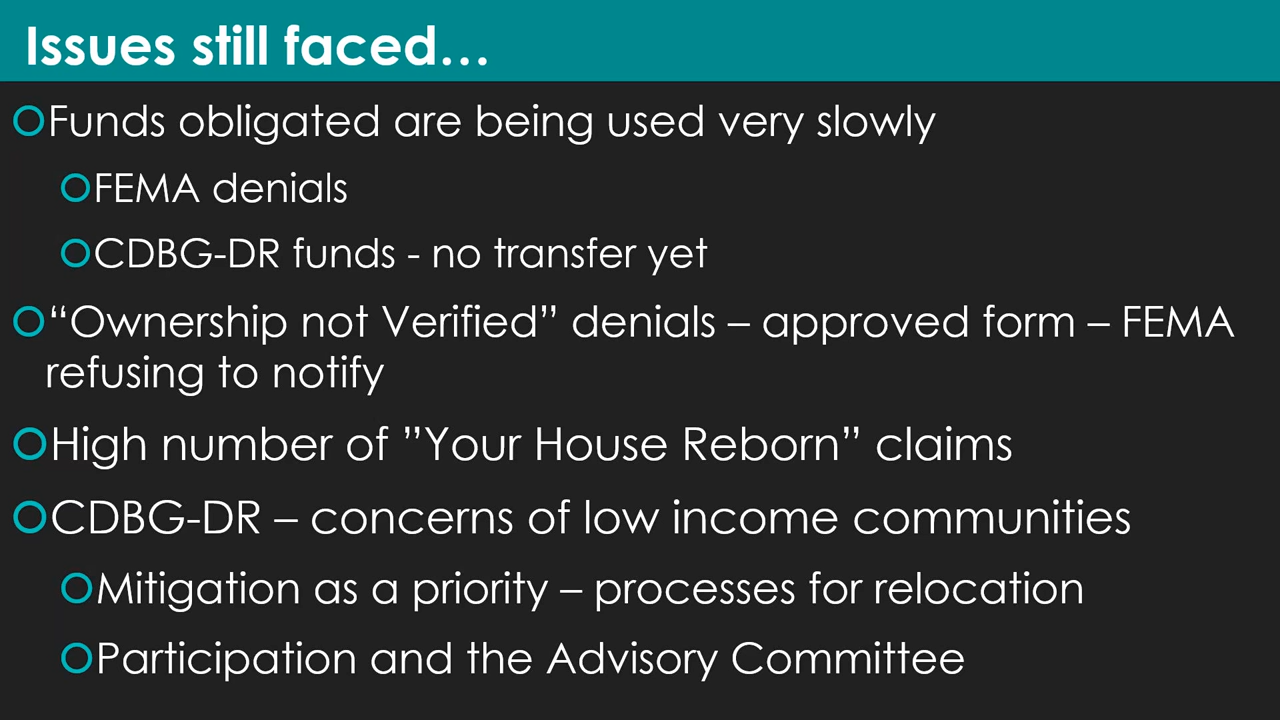 Issues still faced…
Funds obligated are being used very slowly
FEMA denials
CDBG-DR funds - no transfer yet
“Ownership not Verified” denials – approved form – FEMA
refusing to notify
High number of ”Your House Reborn” claims
CDBG-DR – concerns of low income communities
Mitigation as a priority – processes for relocation
Participation and the Advisory Committee